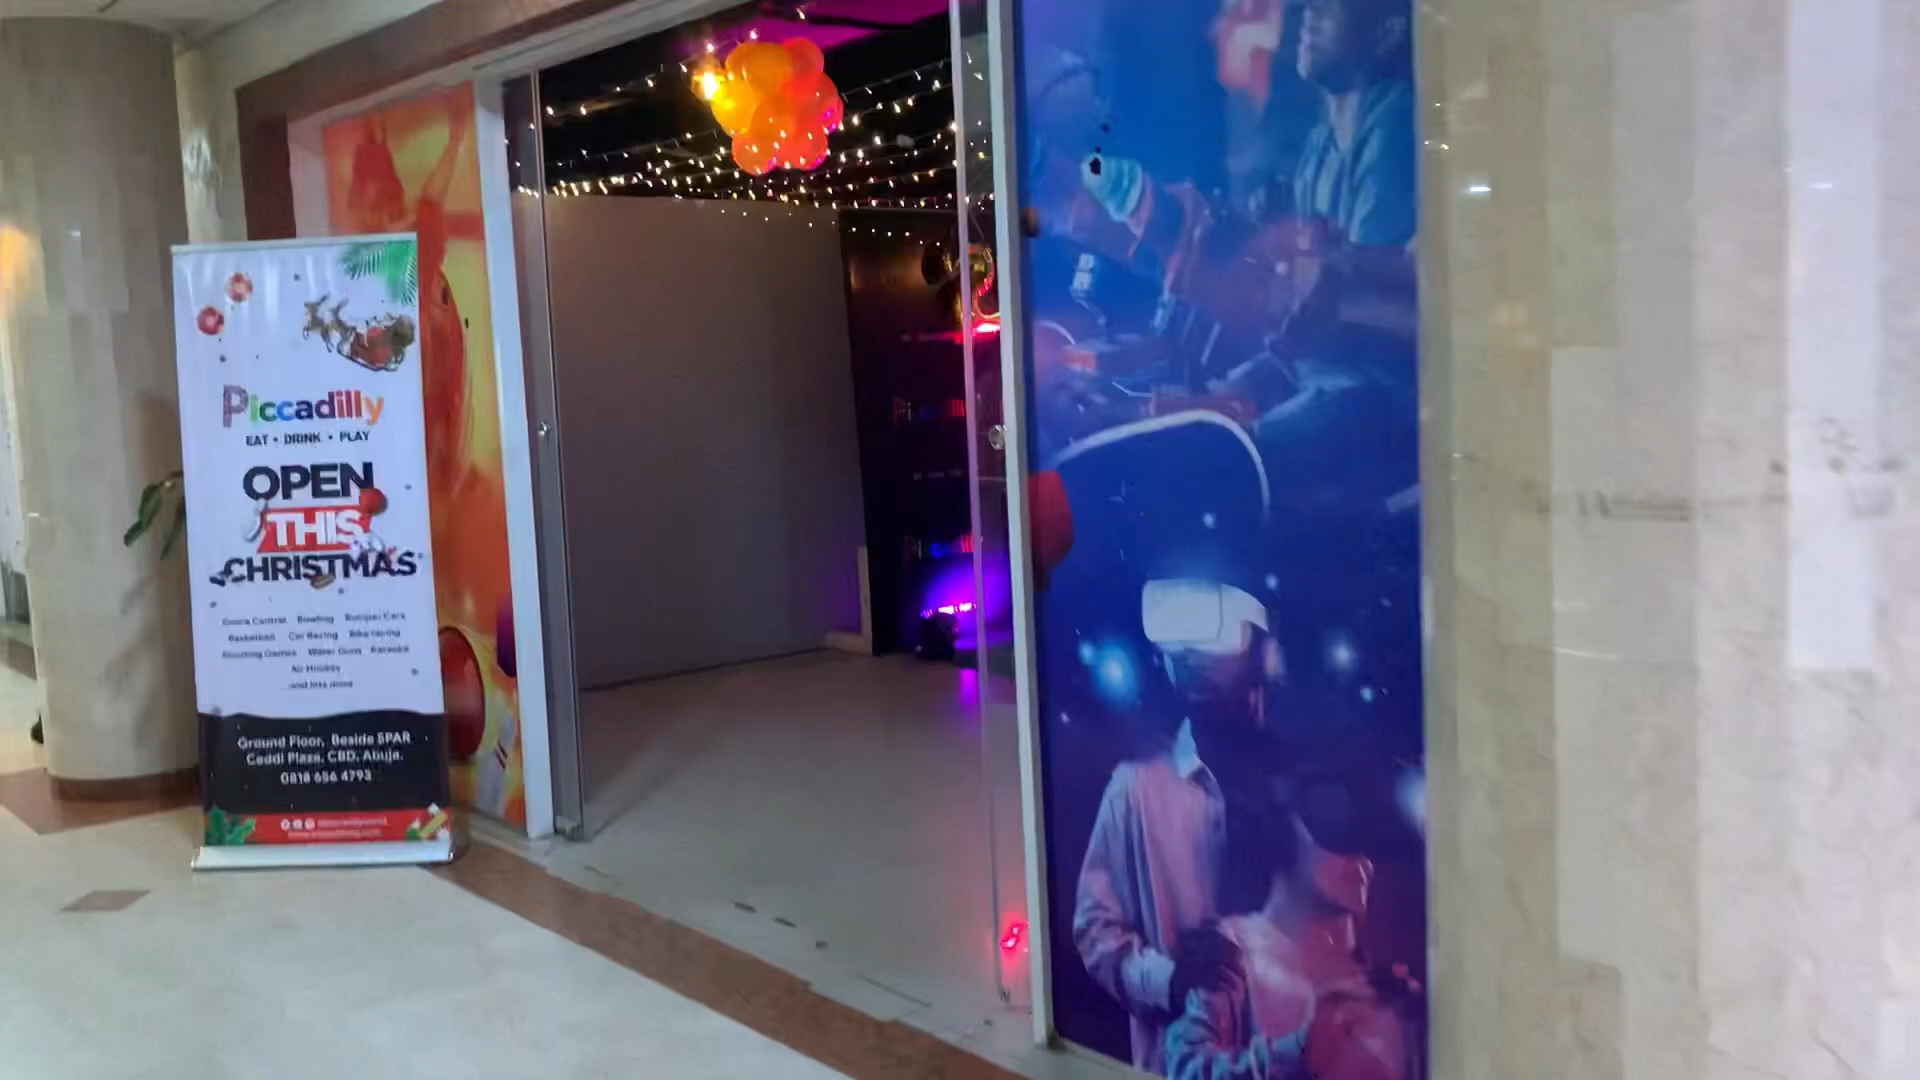 Piccadilly
EAT • DRINK • PLAY
OPEN
THIS
CHRISTMAS
Bowling Bumper Cars
Basketball Car Racing Bike racing
Shooting Games Water Guns Karaoke
Air Hockey
...and lots more
Ground Floor, Beside SPAR
Ceddi Plaza, CBD, Abuja.
0818 656 4793